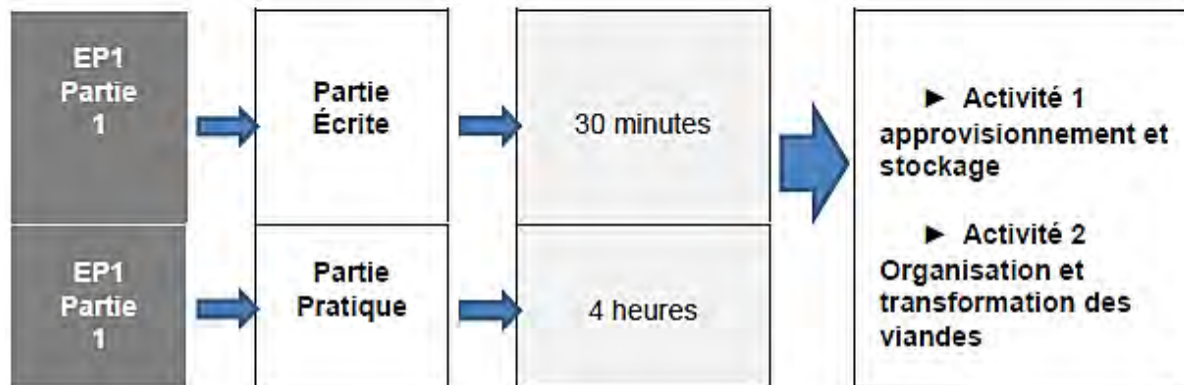 EP1
Partie
1
Partie
Écrite
30 minutes
► Activité 1
approvisionnement et
stockage
► Activité 2
Organisation et
transformation des
viandes
EP1
Partie
1
Partie
Pratique
4 heures